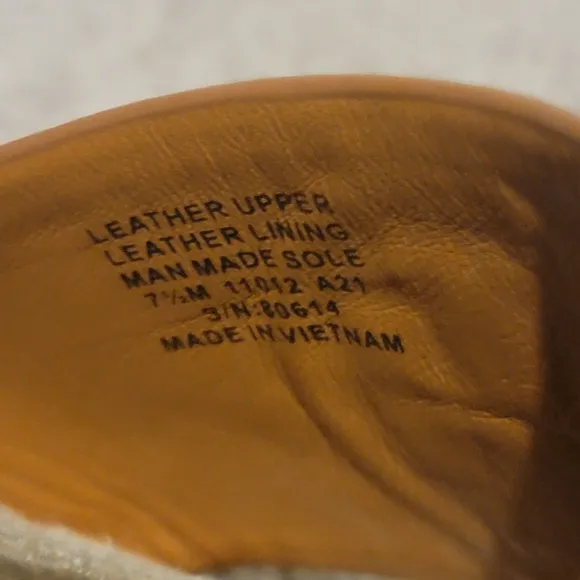 LEATHER UPPER
LEATHER LINING
MAN MADE SOLE
7½M 11012 A21
S/N:80614
MADE IN VIETNAM